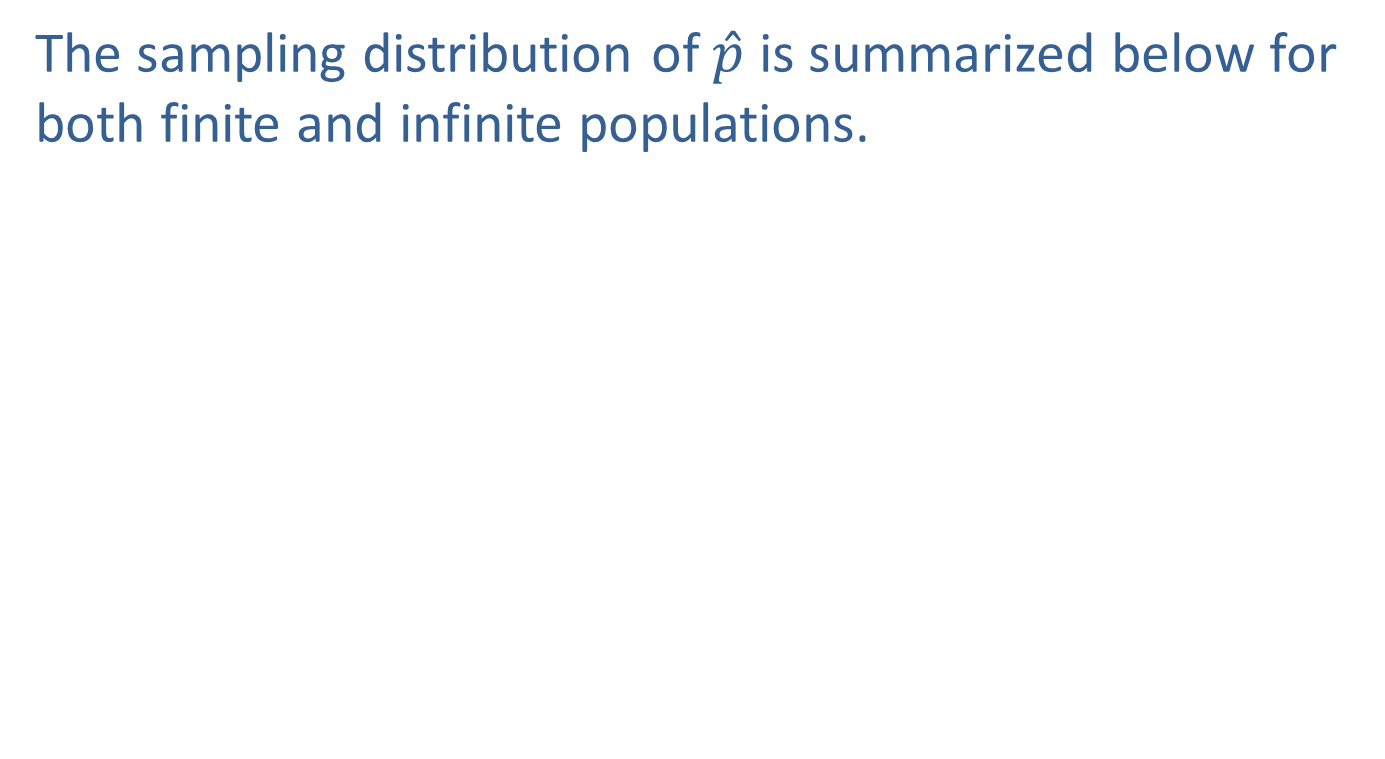 The sampling distribution of p̂ is summarized below for
both finite and infinite populations.